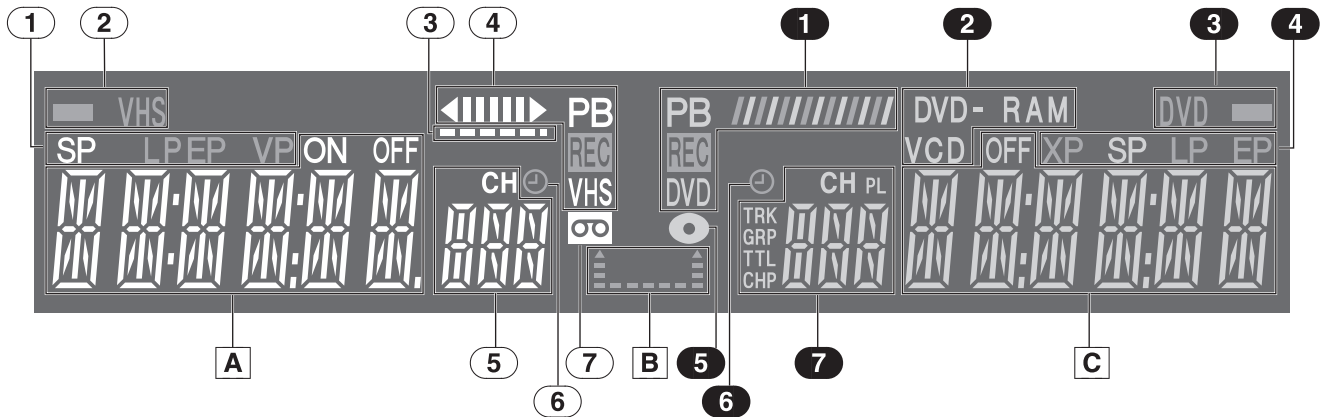 1 2 3 4 1 2 3 4
VHS PB PB DVD- RAM DVD
SP LP EP VP ON OFF REC REC VCD OFF XP SP LP EP
CH VHS DVD CH PL
TRK
GRP
TTL
CHP
A 5 7 B 5 7 C
6 6